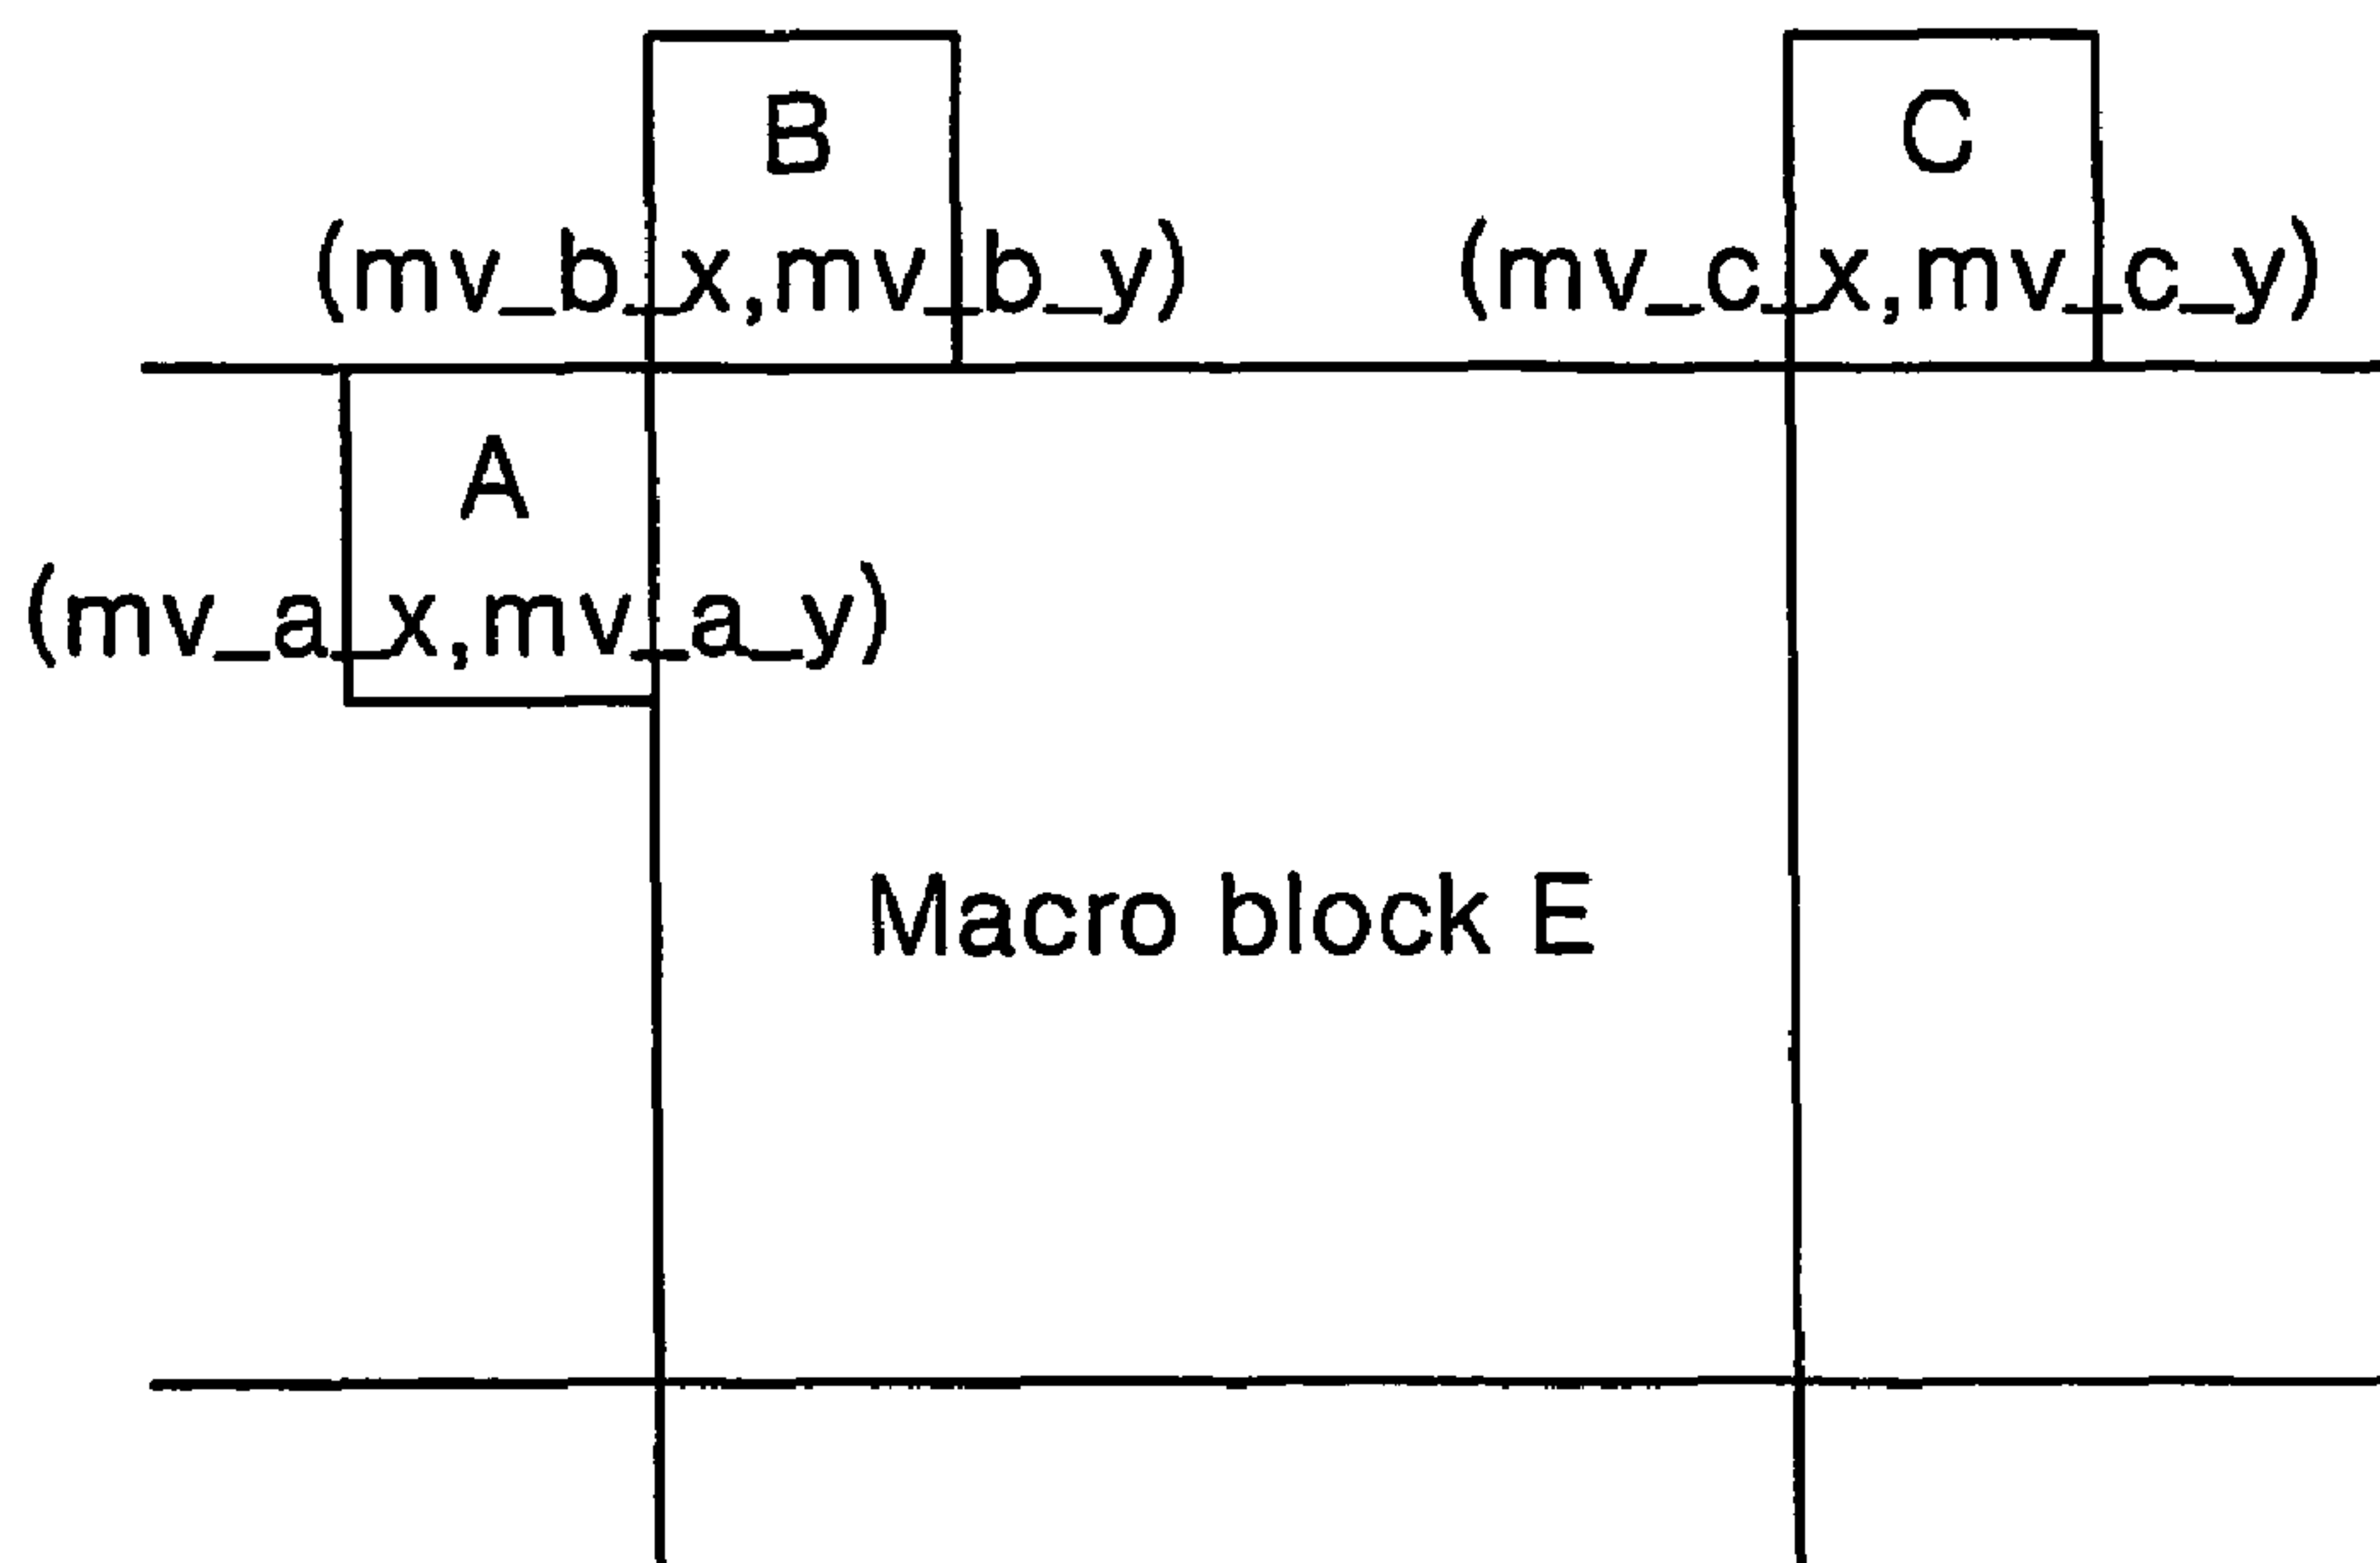 B
C
(mv_b_x,mv_b_y)
(mv_c_x,mv_c_y)
A
(mv_a_x,mv_a_y)
Macro block E